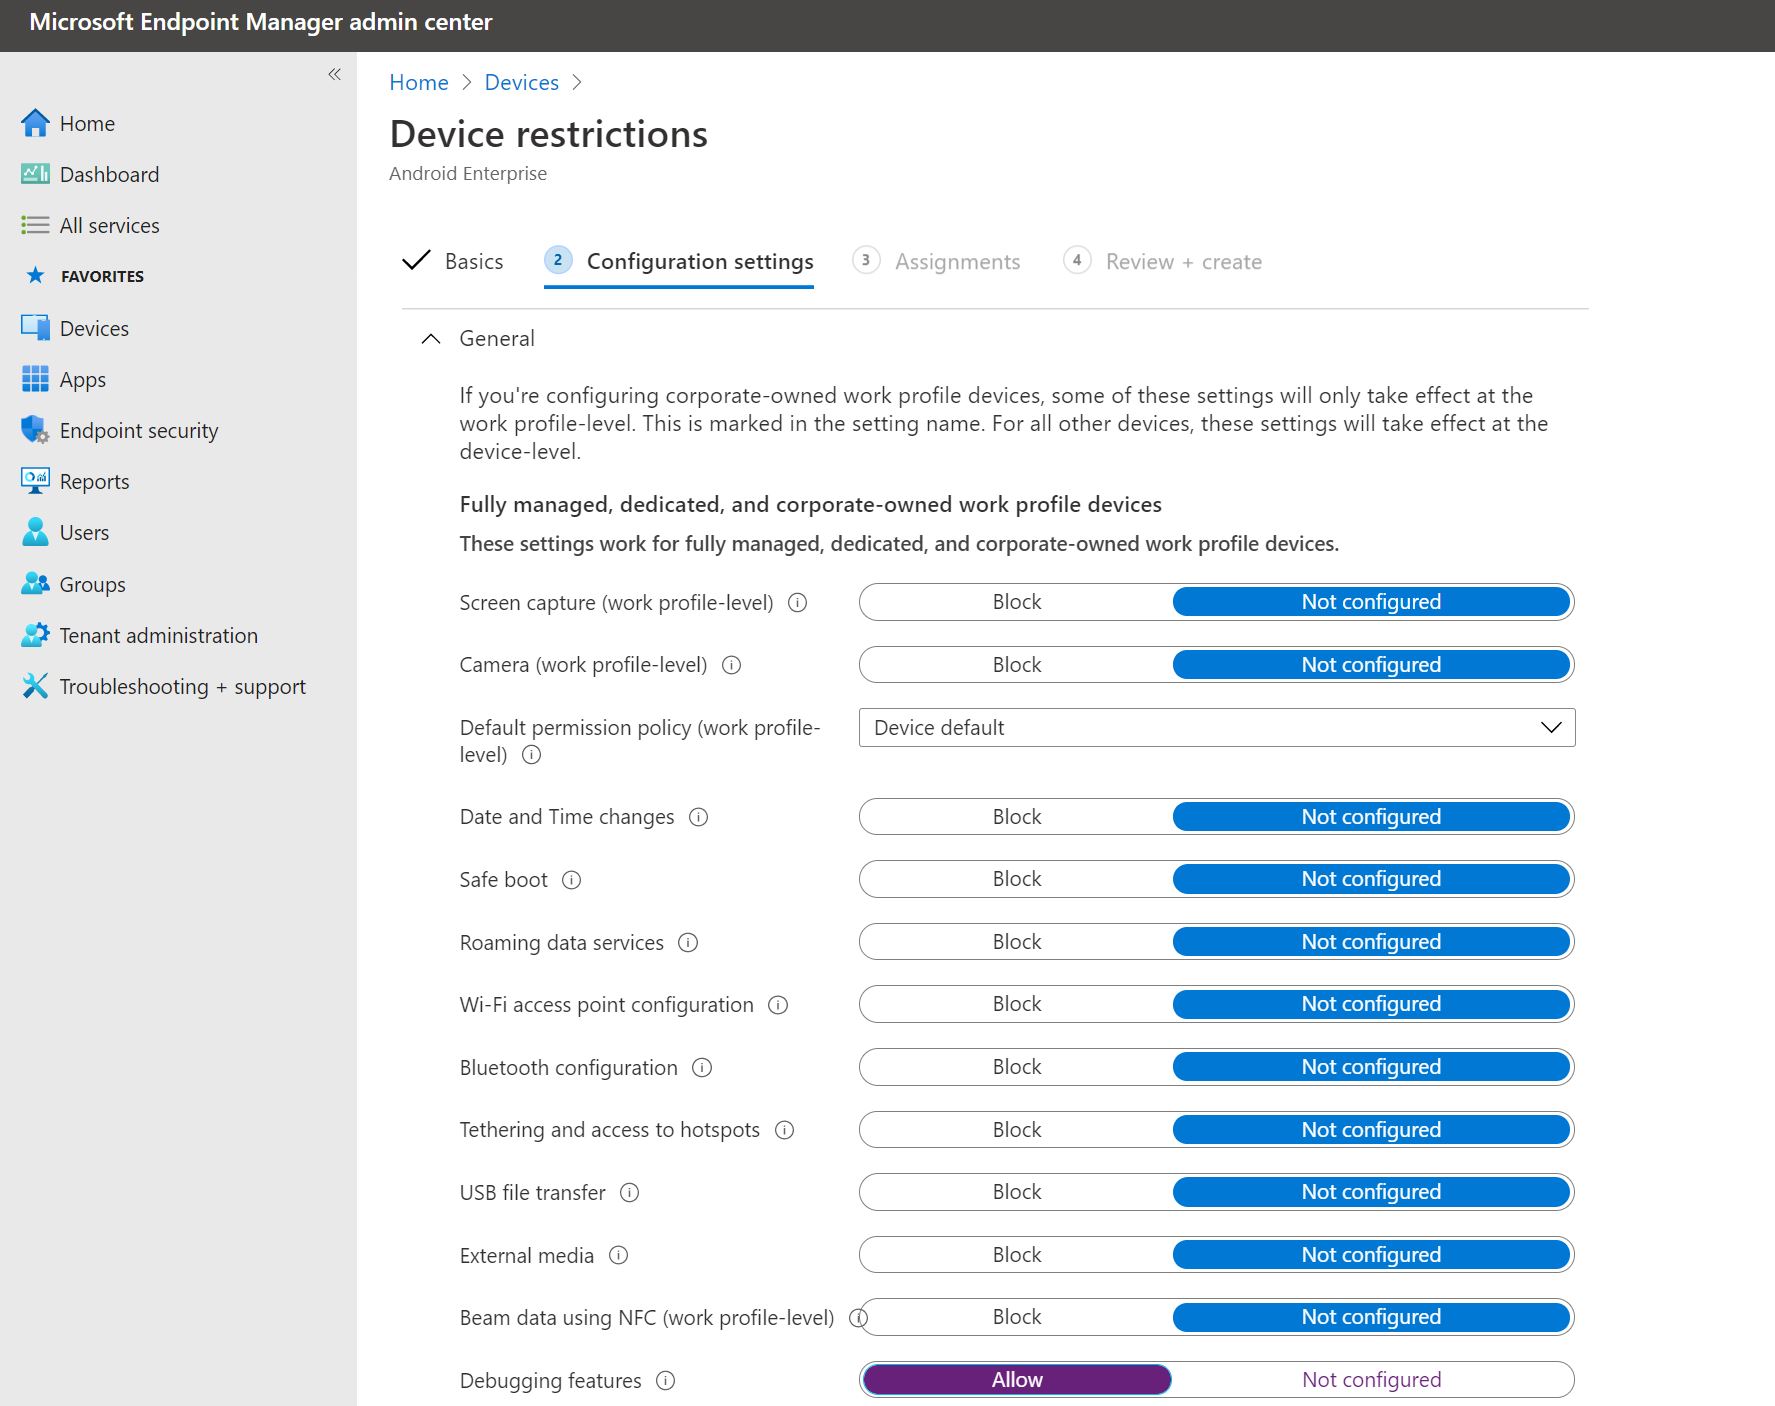 Microsoft Endpoint Manager admin center
«
Home
Dashboard
All services
FAVORITES
Devices
Apps
Endpoint security
Reports
Users
Groups
Tenant administration
Troubleshooting + support
Home > Devices >
Device restrictions
Android Enterprise
Basics 2 Configuration settings 3 Assignments 4 Review + create
General
If you're configuring corporate-owned work profile devices, some of these settings will only take effect at the
work profile-level. This is marked in the setting name. For all other devices, these settings will take effect at the
device-level.
Fully managed, dedicated, and corporate-owned work profile devices
These settings work for fully managed, dedicated, and corporate-owned work profile devices.
Screen capture (work profile-level) Block Not configured
Camera (work profile-level) Block Not configured
Default permission policy (work profile- Device default
level)
Date and Time changes Block Not configured
Safe boot Block Not configured
Roaming data services Block Not configured
Wi-Fi access point configuration Block Not configured
Bluetooth configuration Block Not configured
Tethering and access to hotspots Block Not configured
USB file transfer Block Not configured
External media Block Not configured
Beam data using NFC (work profile-level) Block Not configured
Debugging features Allow Not configured